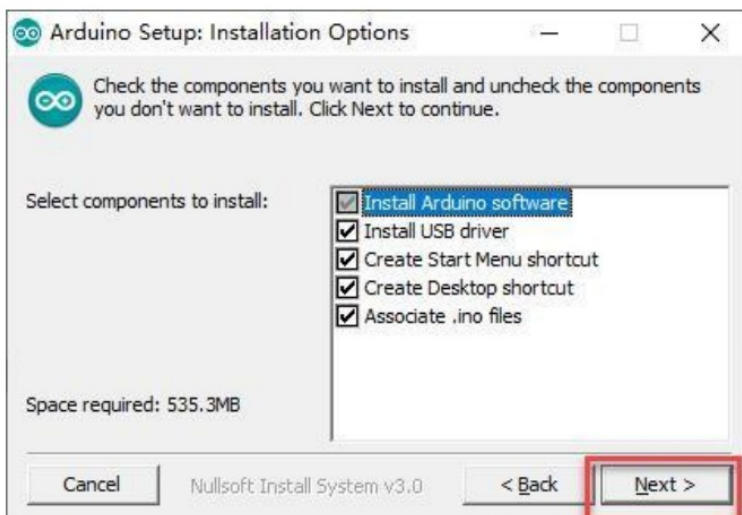 Arduino Setup: Installation Options
Check the components you want to install and uncheck the components
you don't want to install. Click Next to continue.
Select components to install:
Install Arduino software
Install USB driver
Create Start Menu shortcut
Create Desktop shortcut
Associate .ino files
Space required: 535.3MB
Cancel
Nullsoft Install System v3.0
< Back
Next >